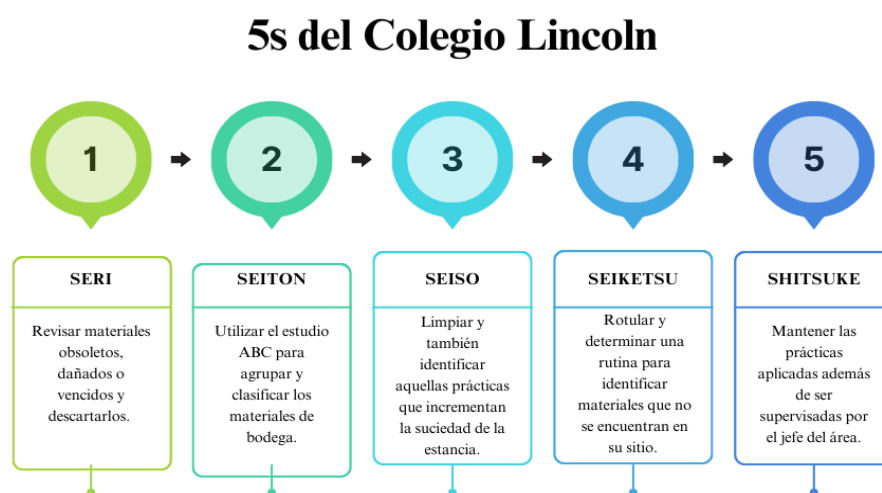 5s del Colegio Lincoln
1
2
3
4
5
SERI
Revisar materiales
obsoletos,
dañados o
vencidos y
descartarlos.
SEITON
Utilizar el estudio
ABC para
agrupar y
clasificar los
materiales de
bodega.
SEISO
Limpiar y
también
identificar
aquellas prácticas
que incrementan
la suciedad de la
estancia.
SEIKETSU
Rotular y
determinar una
rutina para
identificar
materiales que no
se encuentran en
su sitio.
SHITSUKE
Mantener las
prácticas
aplicadas además
de ser
supervisadas por
el jefe del área.